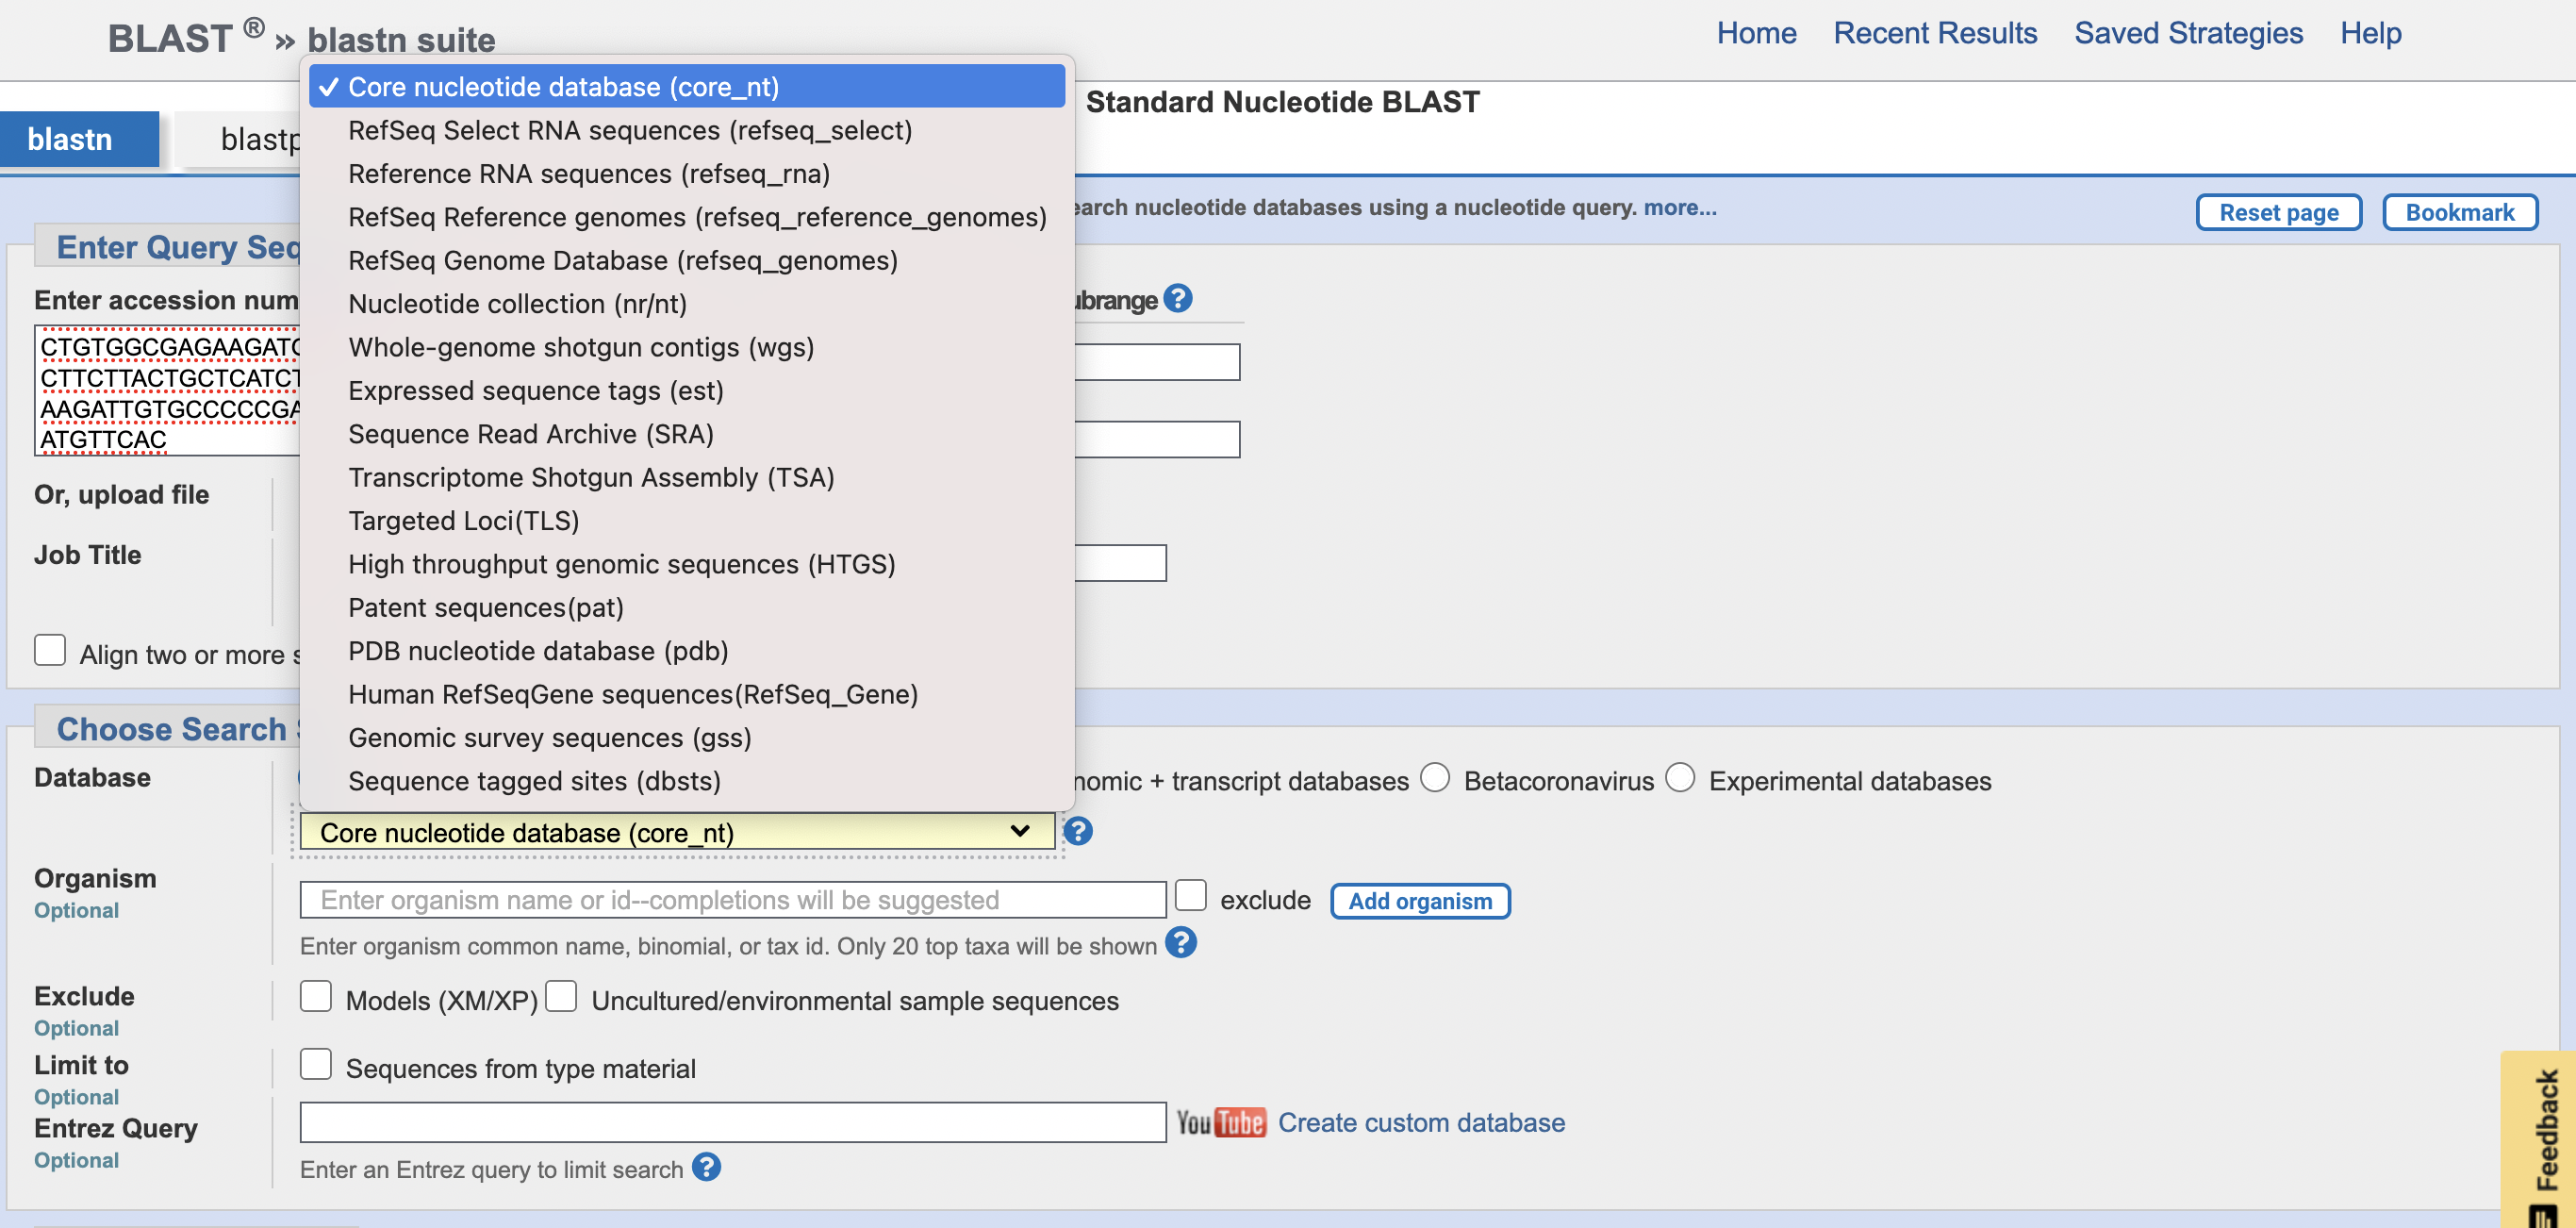 BLAST ® » blastn suite
Home Recent Results Saved Strategies Help
✓ Core nucleotide database (core_nt)
RefSeq Select RNA sequences (refseq_select)
Reference RNA sequences (refseq_rna)
RefSeq Reference genomes (refseq_reference_genomes)
RefSeq Genome Database (refseq_genomes)
Nucleotide collection (nr/nt)
Whole-genome shotgun contigs (wgs)
Expressed sequence tags (est)
Sequence Read Archive (SRA)
Transcriptome Shotgun Assembly (TSA)
Targeted Loci(TLS)
High throughput genomic sequences (HTGS)
Patent sequences(pat)
PDB nucleotide database (pdb)
Human RefSeqGene sequences(RefSeq_Gene)
Genomic survey sequences (gss)
Sequence tagged sites (dbsts)
Standard Nucleotide BLAST
blastn blastp
earch nucleotide databases using a nucleotide query. more...
Reset page Bookmark
Enter Query Seq
Enter accession num
ubrange ?
CTGTGGCGAGAAGATC
CTTCTTACTGCTCATCT
AAGATTGTGCCCCCGA
ATGTTCAC
Or, upload file
Job Title
Align two or more s
Choose Search
Database
nomic + transcript databases Betacoronavirus Experimental databases
Core nucleotide database (core_nt) ?
Organism
Optional
Enter organism name or id--completions will be suggested exclude Add organism
Enter organism common name, binomial, or tax id. Only 20 top taxa will be shown ?
Exclude
Optional
Models (XM/XP) Uncultured/environmental sample sequences
Limit to
Optional
Sequences from type material
Entrez Query
Optional
YouTube Create custom database
Enter an Entrez query to limit search ?
Feedback